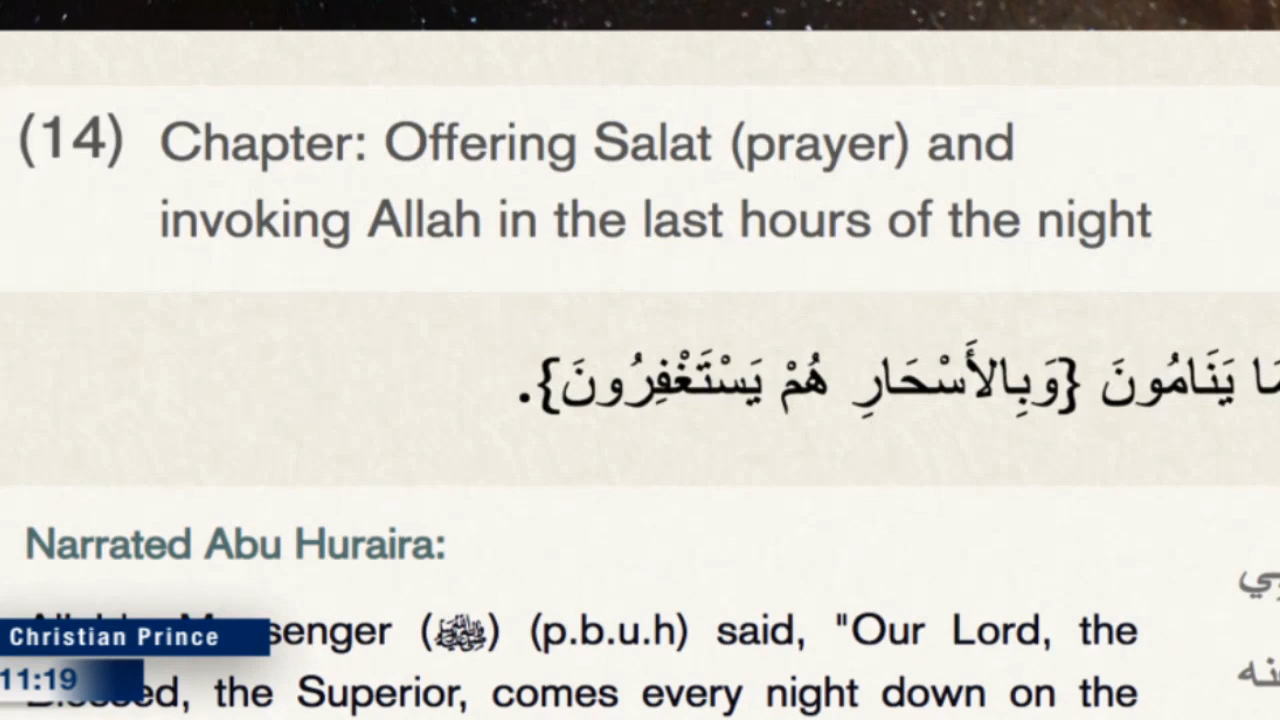 (14) Chapter: Offering Salat (prayer) and
invoking Allah in the last hours of the night
يَنَامُونَ {وَبِالأَسْحَارِ هُمْ يَسْتَغْفِرُونَ}.
Narrated Abu Huraira:
senger (ﷺ) (p.b.u.h) said, "Our Lord, the
ed, the Superior, comes every night down on the
Christian Prince
11:19